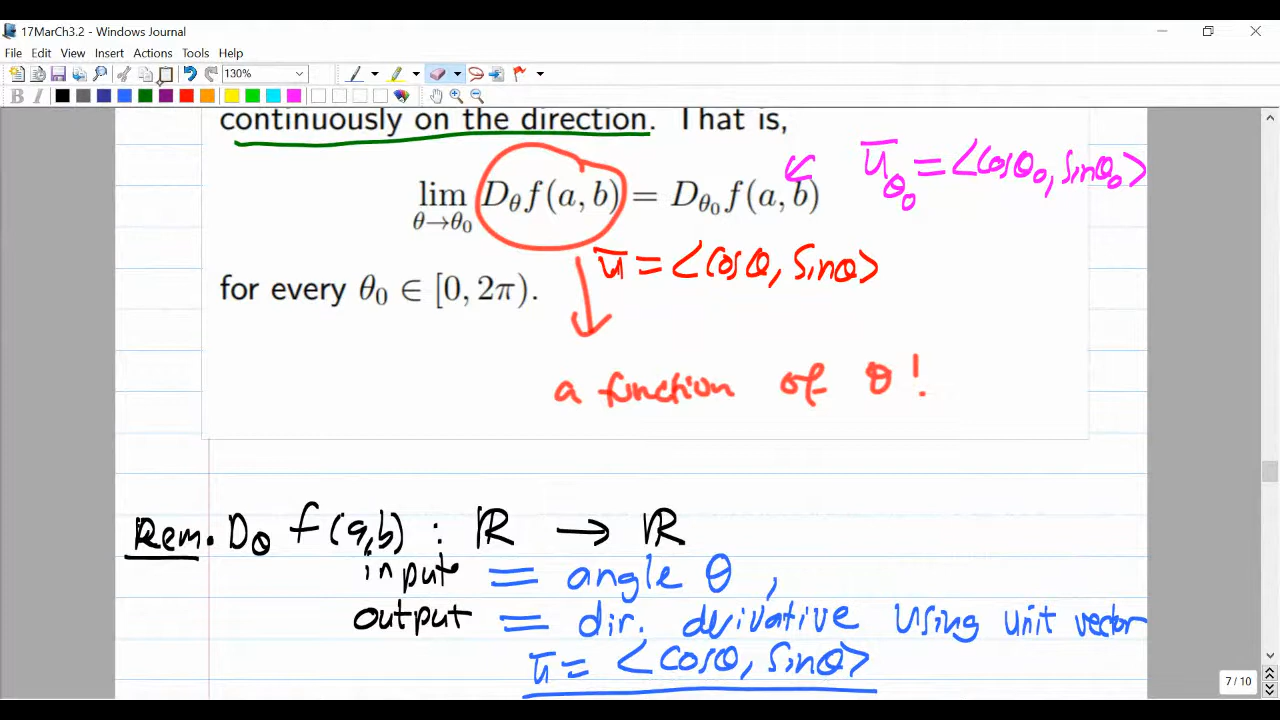 17MarCh3.2 - Windows Journal
File Edit View Insert Actions Tools Help
130%
B I
continuously on the direction. That is,
lim θ→θ₀ D_θ f(a, b) = D_θ₀ f(a, b)
ū_θ₀ = <cosθ₀, sinθ₀>
ū = <cosθ, sinθ>
for every θ₀ ∈ [0, 2π).
a function of θ!
Rem. D_θ f(a,b) : ℝ → ℝ
input = angle θ,
output = dir. derivative using unit vector
ū = <cosθ, sinθ>
7 / 10